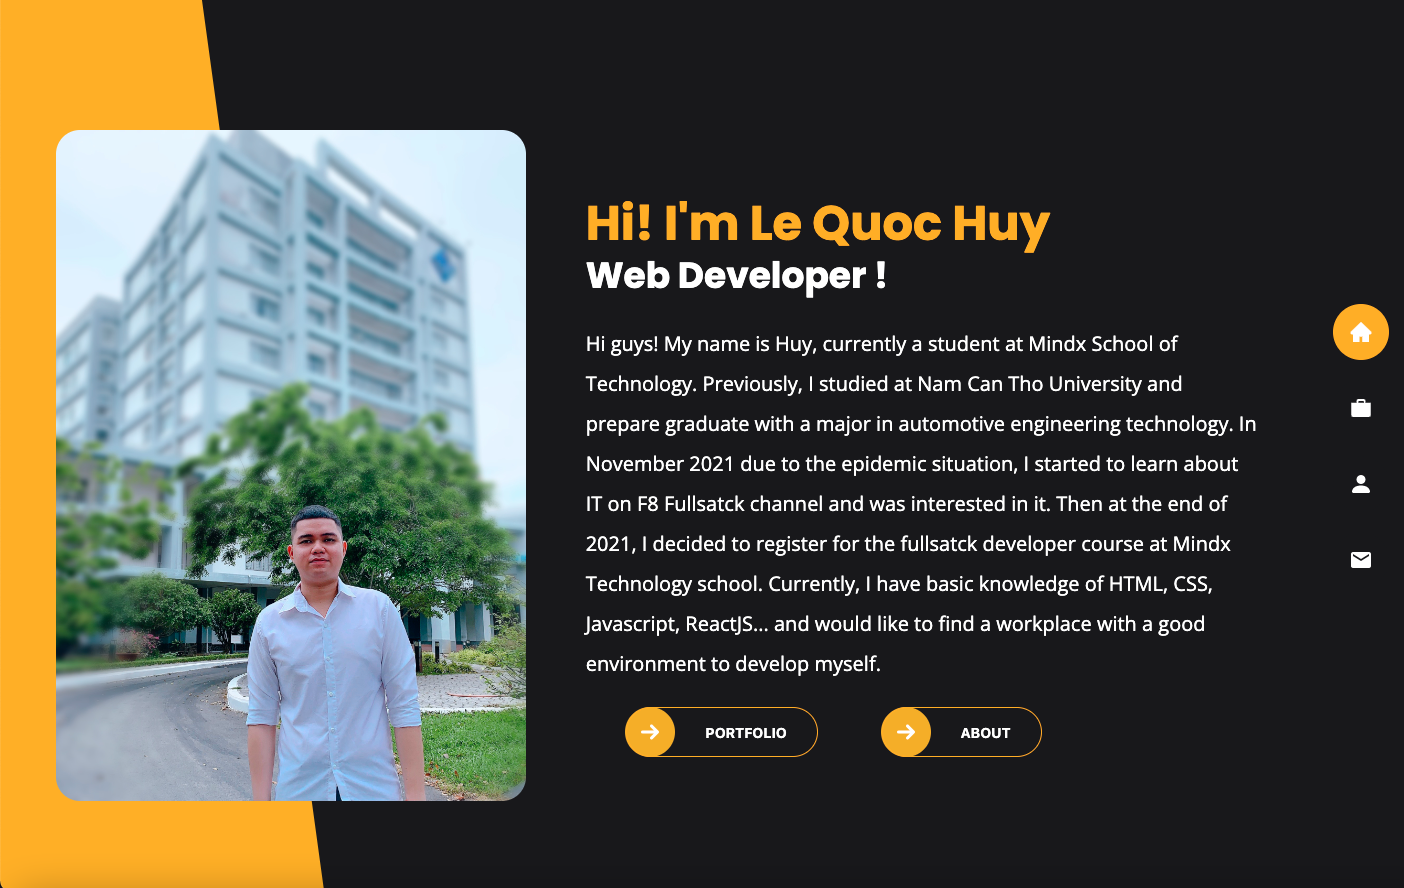 Hi! I'm Le Quoc Huy
Web Developer !
Hi guys! My name is Huy, currently a student at Mindx School of
Technology. Previously, I studied at Nam Can Tho University and
prepare graduate with a major in automotive engineering technology. In
November 2021 due to the epidemic situation, I started to learn about
IT on F8 Fullsatck channel and was interested in it. Then at the end of
2021, I decided to register for the fullsatck developer course at Mindx
Technology school. Currently, I have basic knowledge of HTML, CSS,
Javascript, ReactJS... and would like to find a workplace with a good
environment to develop myself.
PORTFOLIO
ABOUT